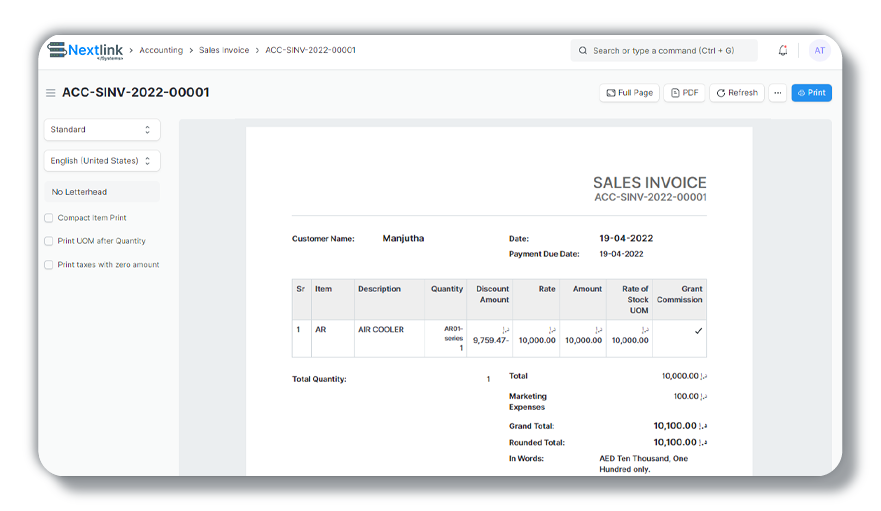 Nextlink
Systems
Accounting
Sales Invoice
ACC-SINV-2022-00001
Search or type a command (Ctrl + G)
AT
ACC-SINV-2022-00001
Full Page
PDF
Refresh
...
Print
Standard
English (United States)
No Letterhead
Compact Item Print
Print UOM after Quantity
Print taxes with zero amount
SALES INVOICE
ACC-SINV-2022-00001
Customer Name: Manjutha
Date: 19-04-2022
Payment Due Date: 19-04-2022
Sr Item Description Quantity Discount Amount Rate Amount Rate of Stock UOM Grant Commission
1 AR AIR COOLER AR01-series 1 د.إ 9,759.47- د.إ 10,000.00 د.إ 10,000.00 د.إ 10,000.00 ✓
Total Quantity: 1
Total 10,000.00 د.إ
Marketing Expenses 100.00 د.إ
Grand Total: 10,100.00 د.إ
Rounded Total: 10,100.00 د.إ
In Words: AED Ten Thousand, One
Hundred only.